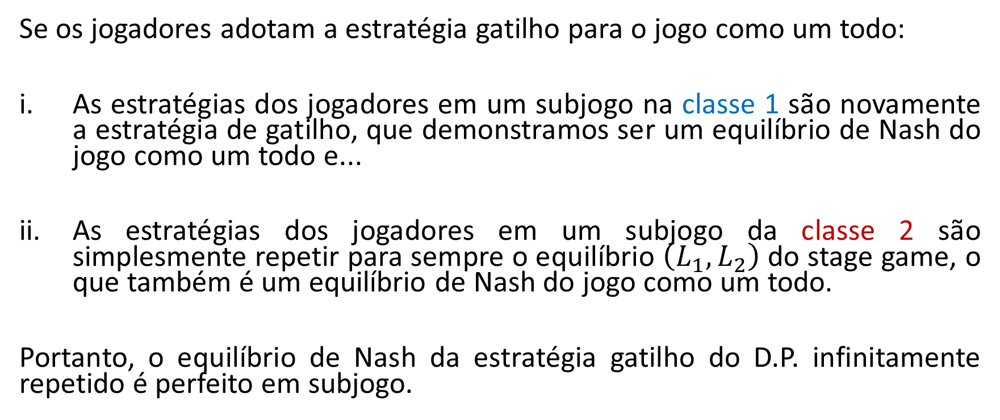 Se os jogadores adotam a estratégia gatilho para o jogo como um todo:
i. As estratégias dos jogadores em um subjogo na classe 1 são novamente
a estratégia de gatilho, que demonstramos ser um equilíbrio de Nash do
jogo como um todo e...
ii. As estratégias dos jogadores em um subjogo da classe 2 são
simplesmente repetir para sempre o equilíbrio (L₁, L₂) do stage game, o
que também é um equilíbrio de Nash do jogo como um todo.
Portanto, o equilíbrio de Nash da estratégia gatilho do D.P. infinitamente
repetido é perfeito em subjogo.